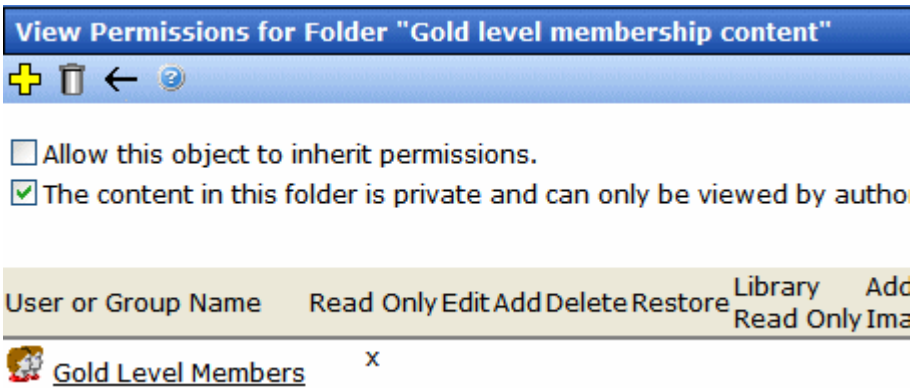 View Permissions for Folder "Gold level membership content"
Allow this object to inherit permissions.
The content in this folder is private and can only be viewed by
User or Group Name Read Only Edit Add Delete Restore Library Read Only Add
Gold Level Members x